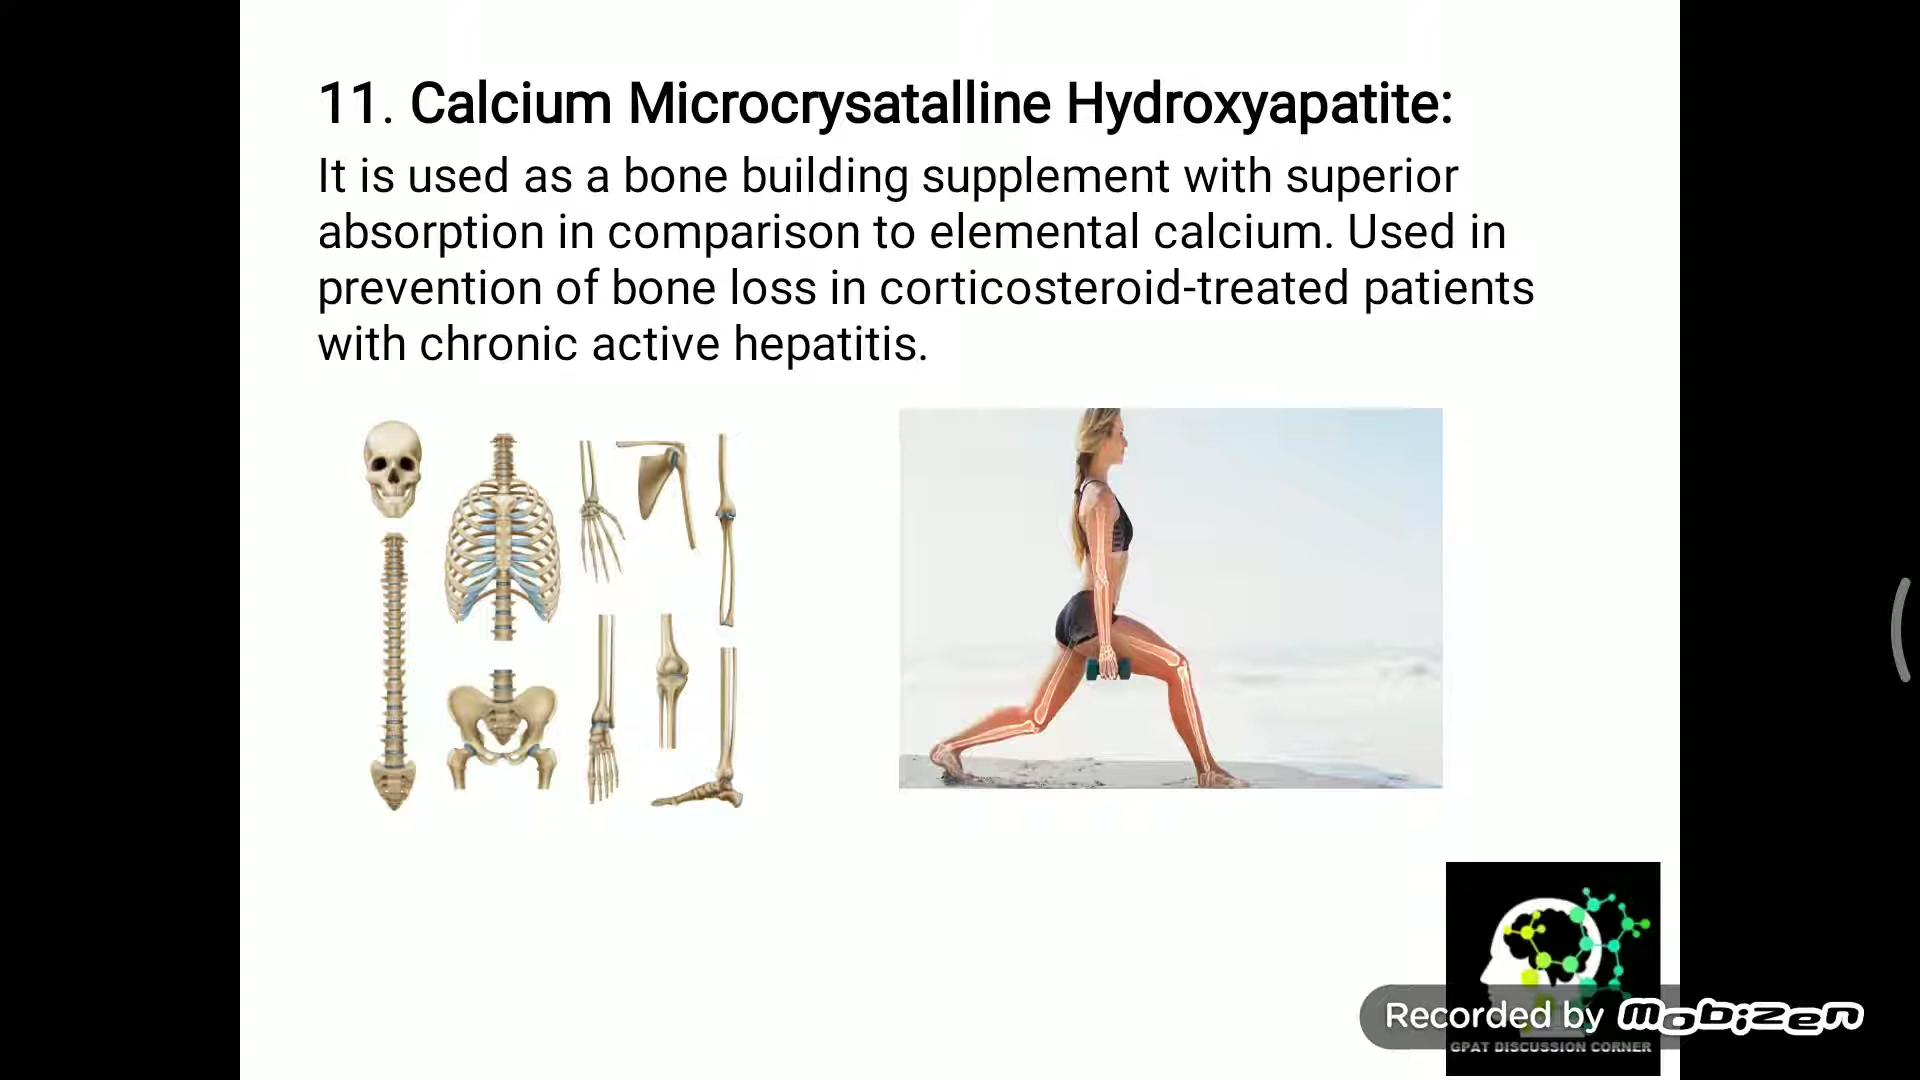 11. Calcium Microcrysatalline Hydroxyapatite:
It is used as a bone building supplement with superior
absorption in comparison to elemental calcium. Used in
prevention of bone loss in corticosteroid-treated patients
with chronic active hepatitis.
Recorded by mobizen
GPAT DISCUSSION CORNER